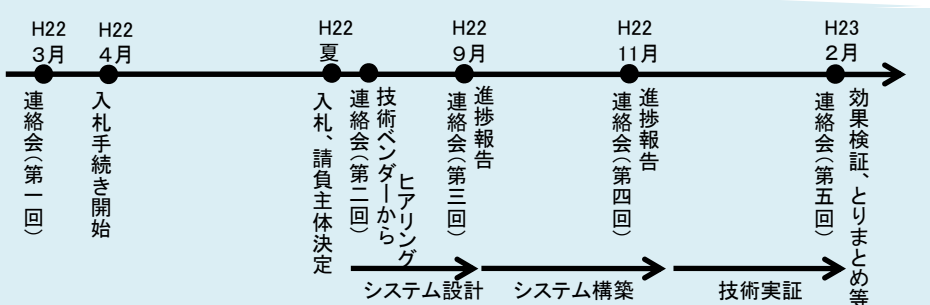 H22
3月
H22
4月
H22
夏
H22
9月
H22
11月
H23
2月
連絡会(第一回)
入札手続き開始
入札、請負主体決定
連絡会(第二回)
技術ベンダーから
ヒアリング
連絡会(第三回)
進捗報告
連絡会(第四回)
進捗報告
連絡会(第五回)
効果検証、とりまとめ等
システム設計
システム構築
技術実証